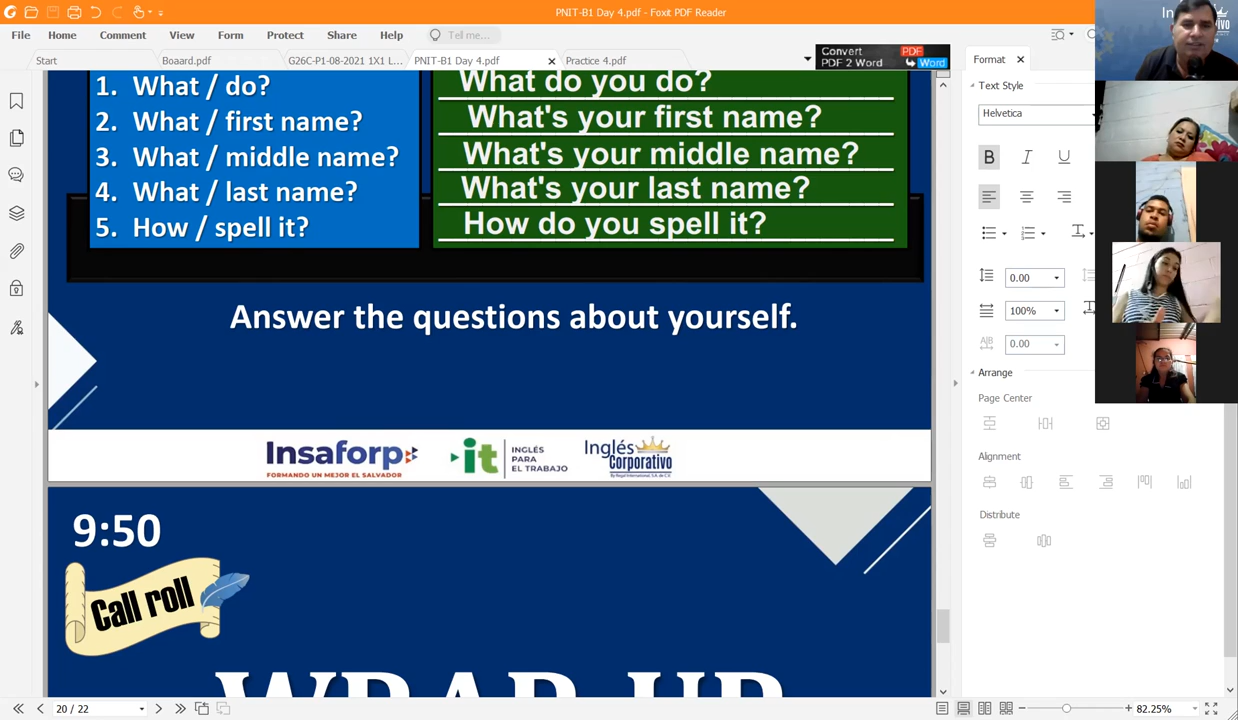 PNIT-B1 Day 4.pdf - Foxit PDF Reader
File Home Comment View Form Protect Share Help Tell me...
Start Boaard.pdf G26C-P1-08-2021 1X1 L... PNIT-B1 Day 4.pdf Practice 4.pdf
Convert PDF
PDF 2 Word Word
Format
Text Style
Helvetica
B I U
0.00
100%
0.00
Arrange
Page Center
Alignment
Distribute
1. What / do?
What do you do?
2. What / first name?
What's your first name?
3. What / middle name?
What's your middle name?
4. What / last name?
What's your last name?
5. How / spell it?
How do you spell it?
Answer the questions about yourself.
Insaforp
FORMANDO UN MEJOR EL SALVADOR
it
INGLÉS
PARA
EL TRABAJO
Inglés
Corporativo
9:50
Call roll
WRAP UP
20 / 22
82.25%